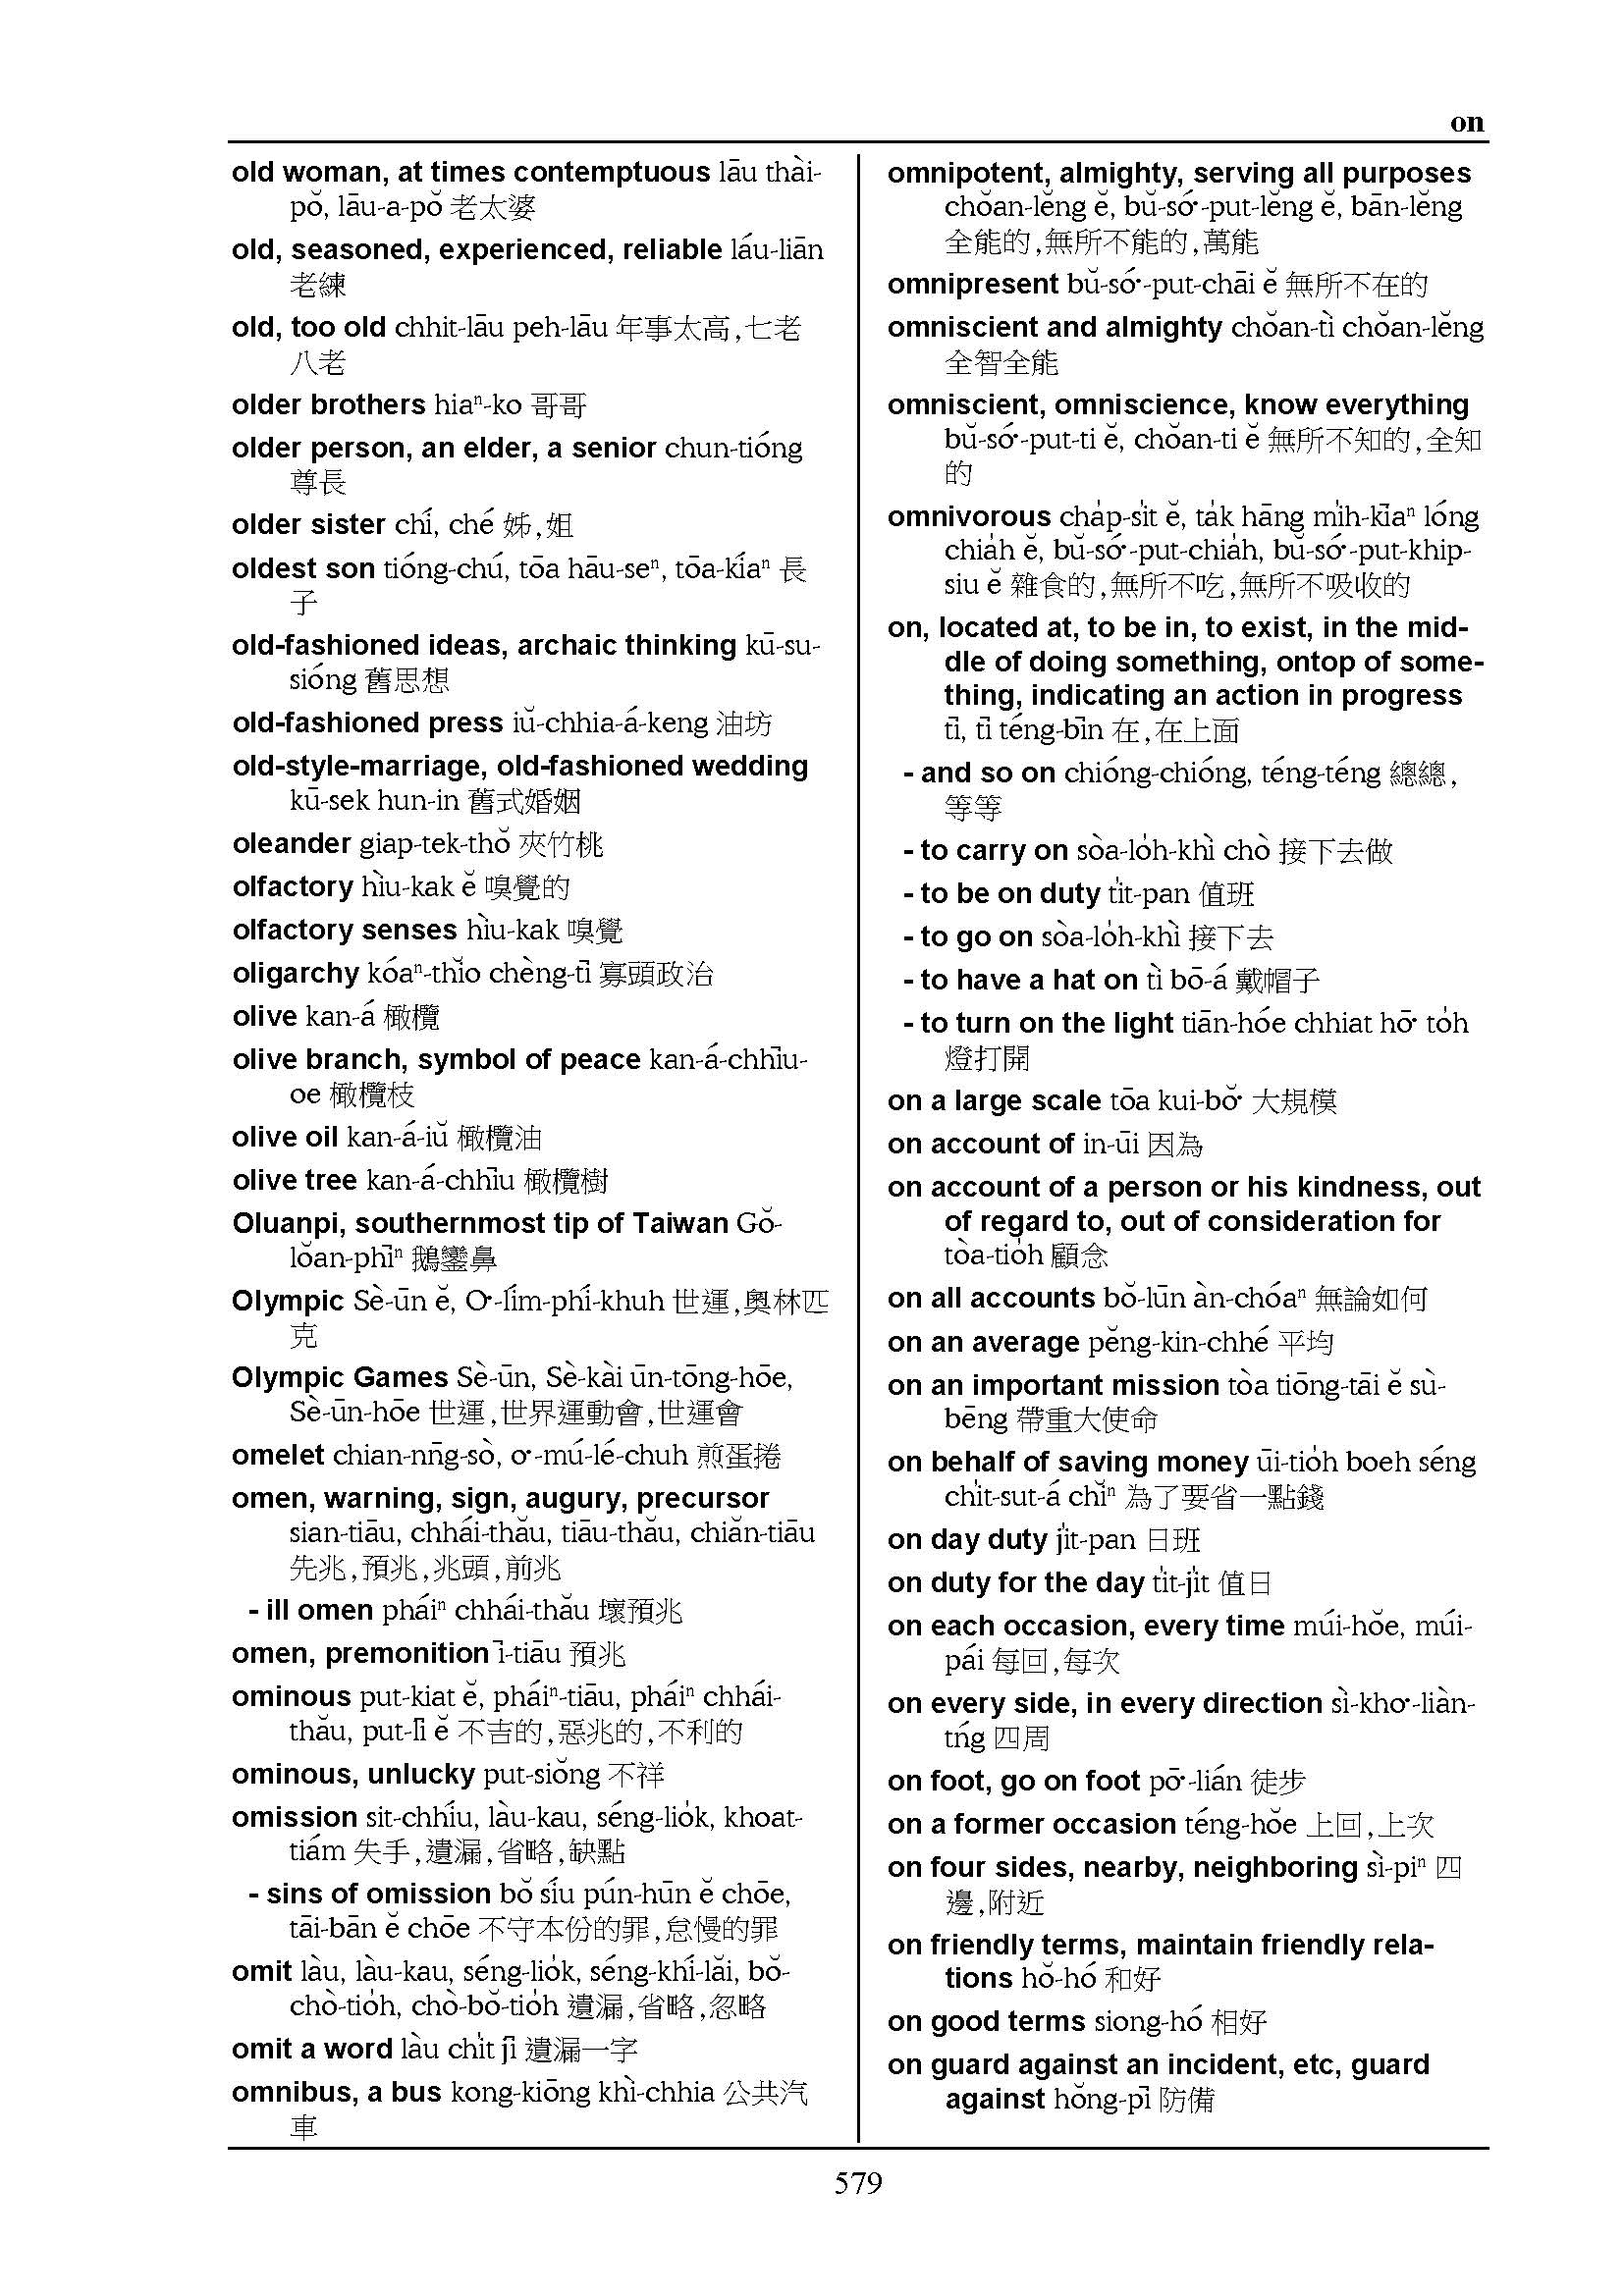 on
old woman, at times contemptuous lāu thài-
pŏ, lāu-a-pŏ 老太婆
old, seasoned, experienced, reliable láu-liān
老練
old, too old chhit-lāu peh-lāu 年事太高,七老
八老
older brothers hiaⁿ-ko 哥哥
older person, an elder, a senior chun-tióng
尊長
older sister chí, ché 姊,姐
oldest son tióng-chú, tōa hāu-seⁿ, tōa-kíaⁿ 長
子
old-fashioned ideas, archaic thinking kū-su-
sióng 舊思想
old-fashioned press iŭ-chhia-á-keng 油坊
old-style-marriage, old-fashioned wedding
kū-sek hun-in 舊式婚姻
oleander giap-tek-thŏ 夾竹桃
olfactory hìu-kak ĕ 嗅覺的
olfactory senses hìu-kak 嗅覺
oligarchy kóaⁿ-thĭo chèng-tī 寡頭政治
olive kan-á 橄欖
olive branch, symbol of peace kan-á-chhīu-
oe 橄欖枝
olive oil kan-á-iŭ 橄欖油
olive tree kan-á-chhīu 橄欖樹
Oluanpi, southernmost tip of Taiwan Gŏ-
lŏan-phīⁿ 鵝鑾鼻
Olympic Sè-ūn ĕ, O͘-lím-phí-khuh 世運,奧林匹
克
Olympic Games Sè-ūn, Sè-kài ūn-tōng-hōe,
Sè-ūn-hōe 世運,世界運動會,世運會
omelet chian-nn̄g-sò, o͘-mú-lé-chuh 煎蛋捲
omen, warning, sign, augury, precursor
sian-tiāu, chhái-thău, tiāu-thău, chiăn-tiāu
先兆,預兆,兆頭,前兆
- ill omen pháiⁿ chhái-thău 壞預兆
omen, premonition ī-tiāu 預兆
ominous put-kiat ĕ, pháiⁿ-tiāu, pháiⁿ chhái-
thău, put-lī ĕ 不吉的,惡兆的,不利的
ominous, unlucky put-siŏng 不祥
omission sit-chhíu, làu-kau, séng-lio̍k, khoat-
tiám 失手,遺漏,省略,缺點
- sins of omission bŏ síu pún-hūn ĕ chōe,
tāi-bān ĕ chōe 不守本份的罪,怠慢的罪
omit làu, làu-kau, séng-lio̍k, séng-khí-lăi, bŏ-
chò-tio̍h, chò-bŏ-tio̍h 遺漏,省略,忽略
omit a word làu chi̍t jī 遺漏一字
omnibus, a bus kong-kiōng khì-chhia 公共汽
車
omnipotent, almighty, serving all purposes
chŏan-lĕng ĕ, bŭ-só͘-put-lĕng ĕ, bān-lĕng
全能的,無所不能的,萬能
omnipresent bŭ-só͘-put-chāi ĕ 無所不在的
omniscient and almighty chŏan-tì chŏan-lĕng
全智全能
omniscient, omniscience, know everything
bŭ-só͘-put-ti ĕ, chŏan-ti ĕ 無所不知的,全知
的
omnivorous cha̍p-si̍t ĕ, ta̍k hāng mi̍h-kīaⁿ lóng
chia̍h ĕ, bŭ-só͘-put-chia̍h, bŭ-só͘-put-khip-
siu ĕ 雜食的,無所不吃,無所不吸收的
on, located at, to be in, to exist, in the mid-
dle of doing something, ontop of some-
thing, indicating an action in progress
tī, tī téng-bīn 在,在上面
- and so on chióng-chióng, téng-téng 總總,
等等
- to carry on sòa-lo̍h-khì chò 接下去做
- to be on duty ti̍t-pan 值班
- to go on sòa-lo̍h-khì 接下去
- to have a hat on tì bō-á 戴帽子
- to turn on the light tiān-hóe chhiat hō͘ to̍h
燈打開
on a large scale tōa kui-bŏ͘ 大規模
on account of in-ūi 因為
on account of a person or his kindness, out
of regard to, out of consideration for
tòa-tio̍h 顧念
on all accounts bŏ-lūn àn-chóaⁿ 無論如何
on an average pĕng-kin-chhé 平均
on an important mission tòa tiōng-tāi ĕ sù-
bēng 帶重大使命
on behalf of saving money ūi-tio̍h boeh séng
chi̍t-sut-á chĭⁿ 為了要省一點錢
on day duty ji̍t-pan 日班
on duty for the day ti̍t-ji̍t 值日
on each occasion, every time múi-hŏe, múi-
pái 每回,每次
on every side, in every direction sì-kho͘-liàn-
tńg 四周
on foot, go on foot pō͘-lián 徒步
on a former occasion téng-hŏe 上回,上次
on four sides, nearby, neighboring sì-piⁿ 四
邊,附近
on friendly terms, maintain friendly rela-
tions hŏ-hó 和好
on good terms siong-hó 相好
on guard against an incident, etc, guard
against hŏng-pī 防備
579